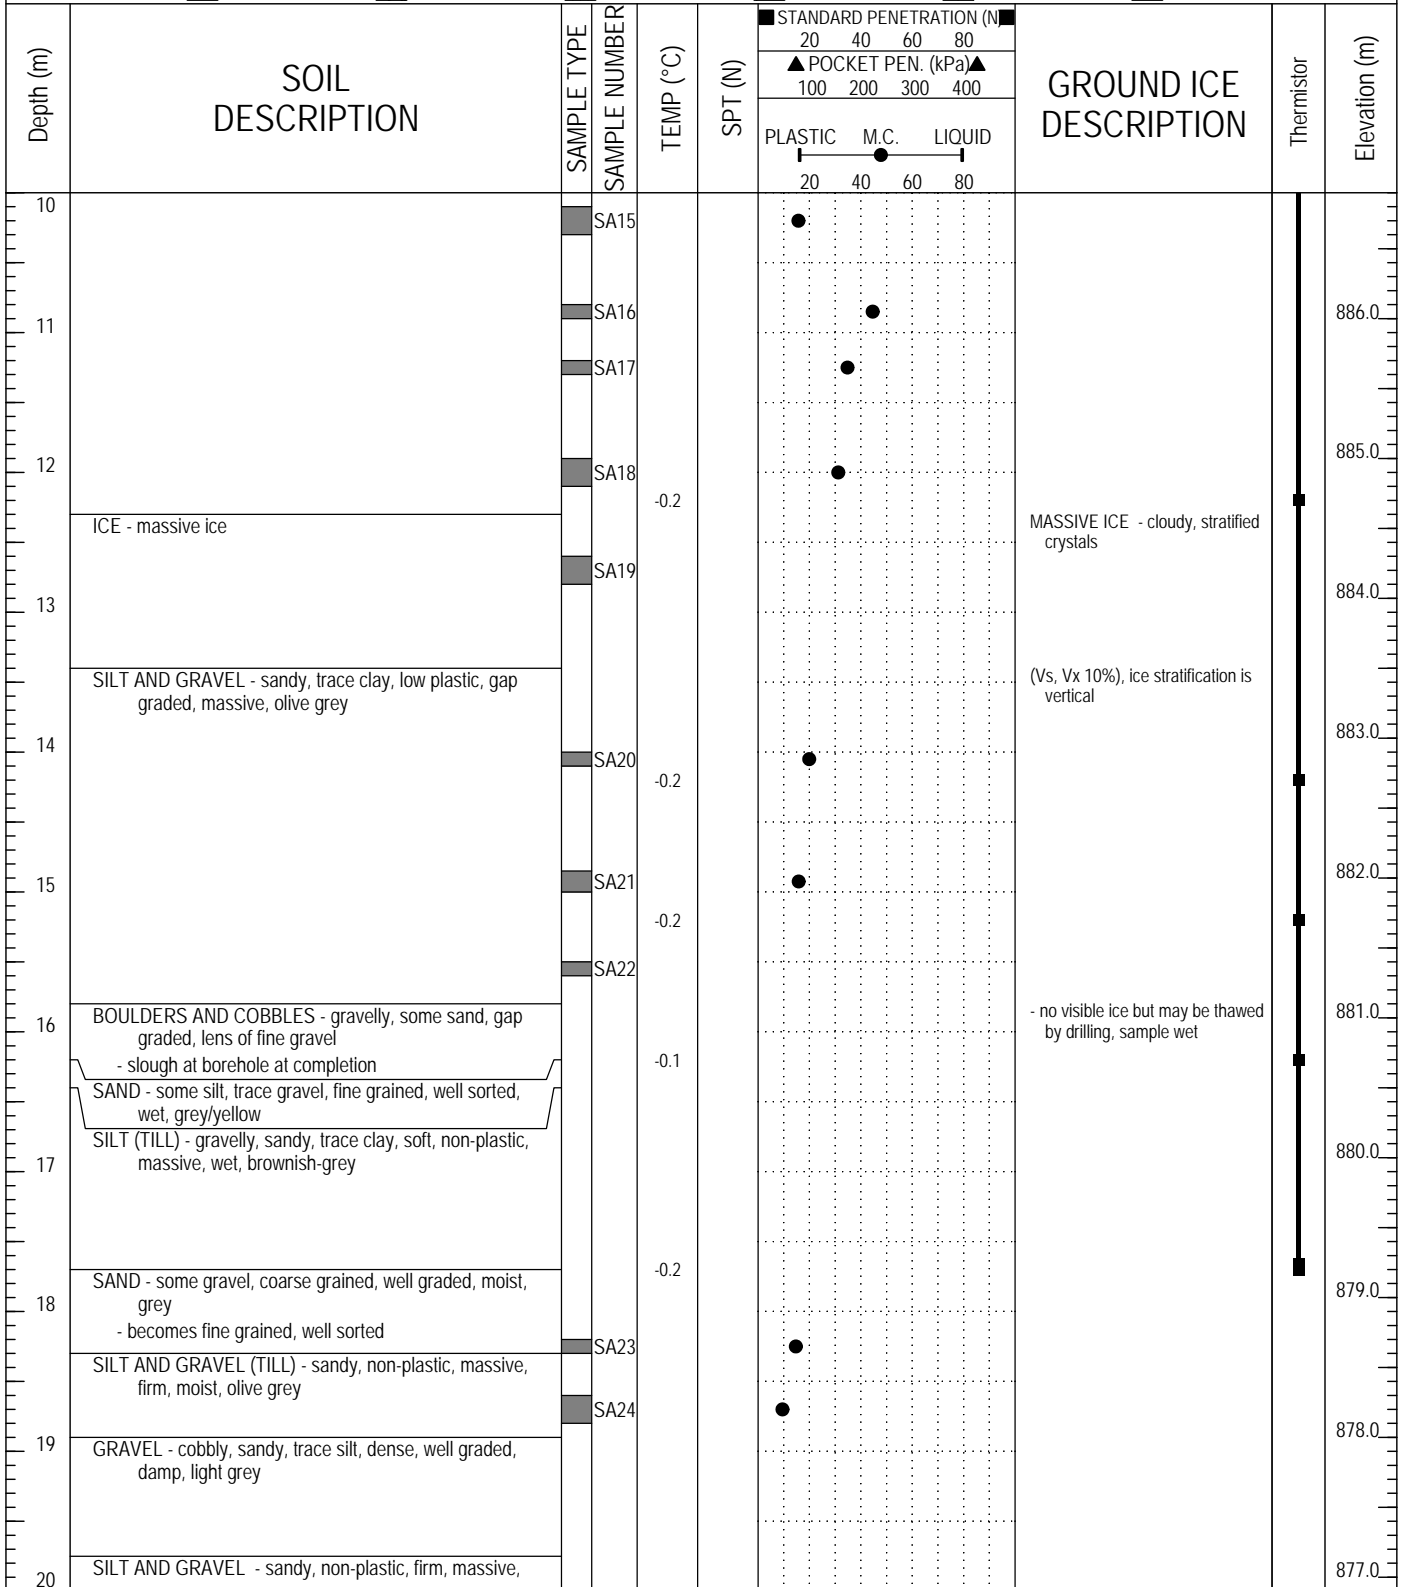 Depth (m)
SOIL
DESCRIPTION
SAMPLE TYPE
SAMPLE NUMBER
TEMP (°C)
SPT (N)
STANDARD PENETRATION (N)
20 40 60 80
POCKET PEN. (kPa)
100 200 300 400
PLASTIC M.C. LIQUID
20 40 60 80
GROUND ICE
DESCRIPTION
Thermistor
Elevation (m)
10
SA15
SA16
11
886.0
SA17
12
SA18
885.0
-0.2
ICE - massive ice
MASSIVE ICE - cloudy, stratified
crystals
SA19
13
884.0
SILT AND GRAVEL - sandy, trace clay, low plastic, gap
graded, massive, olive grey
(Vs, Vx 10%), ice stratification is
vertical
14
883.0
SA20
-0.2
15
SA21
882.0
-0.2
SA22
BOULDERS AND COBBLES - gravelly, some sand, gap
graded, lens of fine gravel
- no visible ice but may be thawed
by drilling, sample wet
16
881.0
- slough at borehole at completion
-0.1
SAND - some silt, trace gravel, fine grained, well sorted,
wet, grey/yellow
SILT (TILL) - gravelly, sandy, trace clay, soft, non-plastic,
massive, wet, brownish-grey
17
880.0
SAND - some gravel, coarse grained, well graded, moist,
grey
-0.2
18
879.0
- becomes fine grained, well sorted
SA23
SILT AND GRAVEL (TILL) - sandy, non-plastic, massive,
firm, moist, olive grey
SA24
19
878.0
GRAVEL - cobbly, sandy, trace silt, dense, well graded,
damp, light grey
SILT AND GRAVEL - sandy, non-plastic, firm, massive,
20
877.0